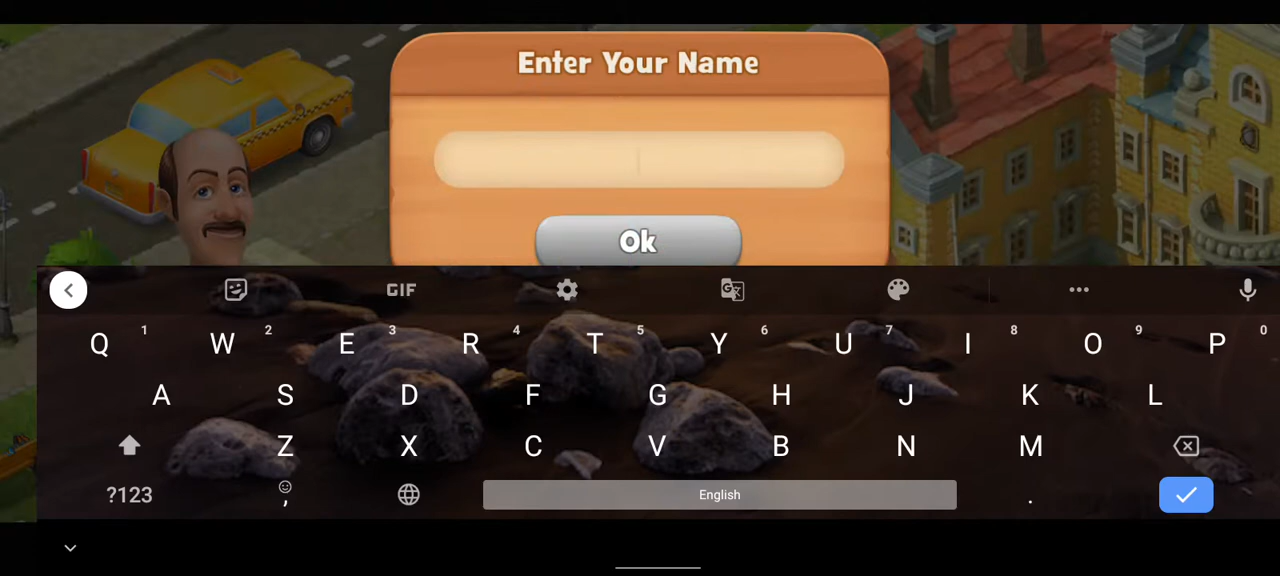 Enter Your Name
Ok
GIF
Q 1 W 2 E 3 R 4 T 5 Y 6 U 7 I 8 O 9 P 0
A S D F G H J K L
Z X C V B N M
?123 , English .